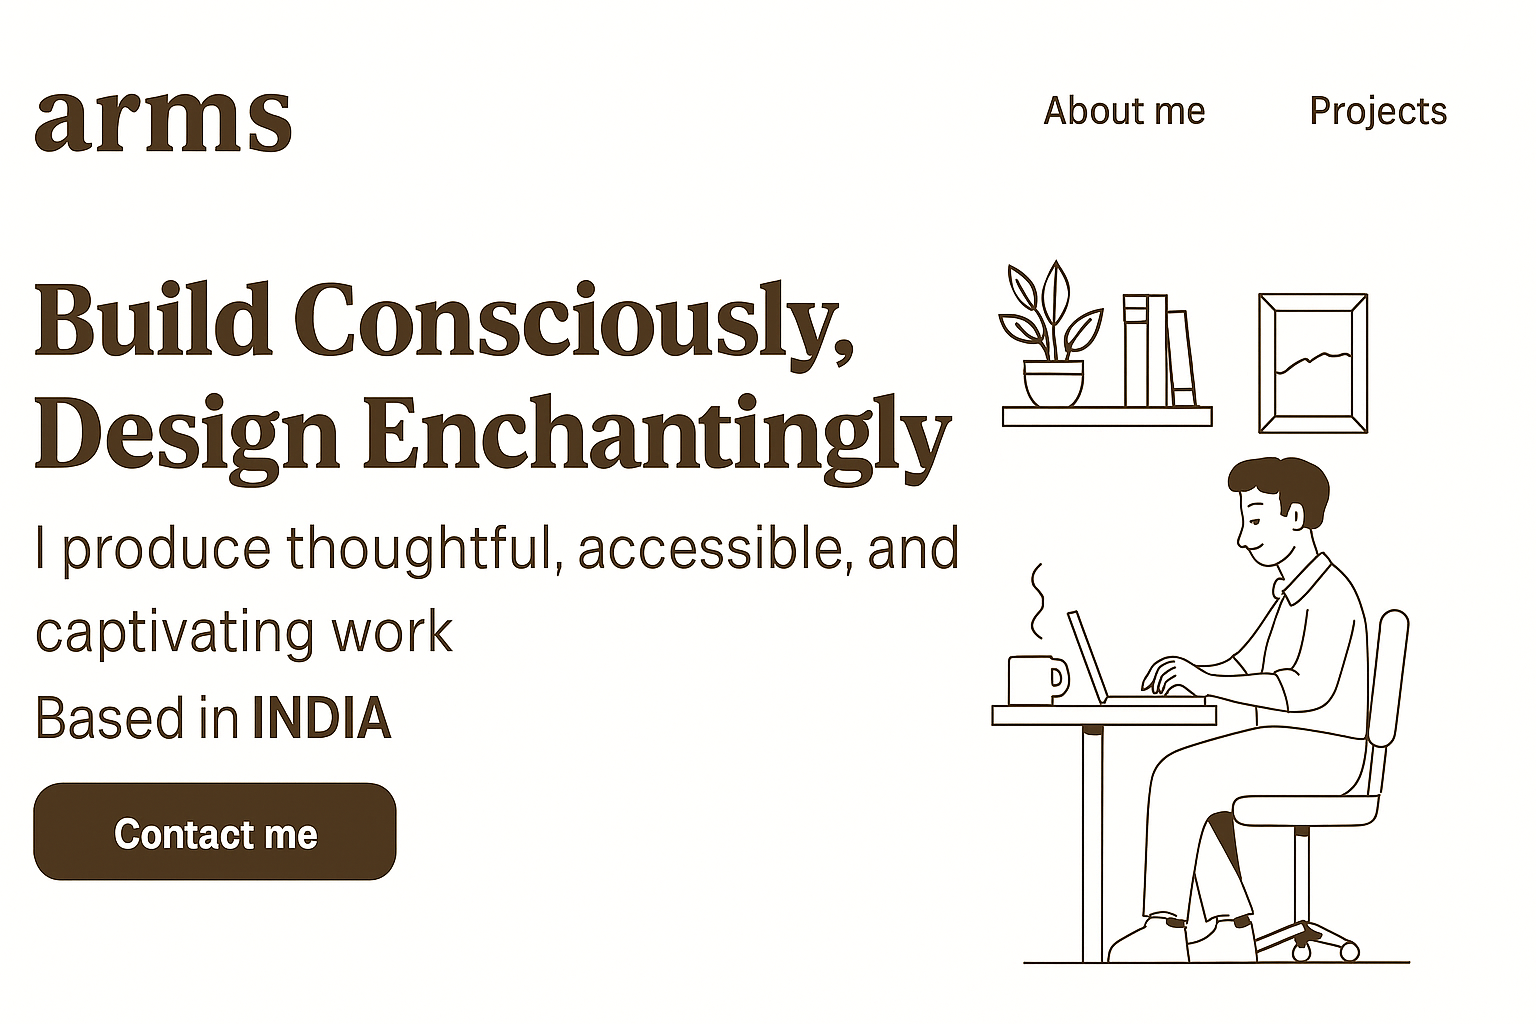 arms
About me
Projects
Build Consciously,
Design Enchantingly
I produce thoughtful, accessible, and
captivating work
Based in INDIA
Contact me